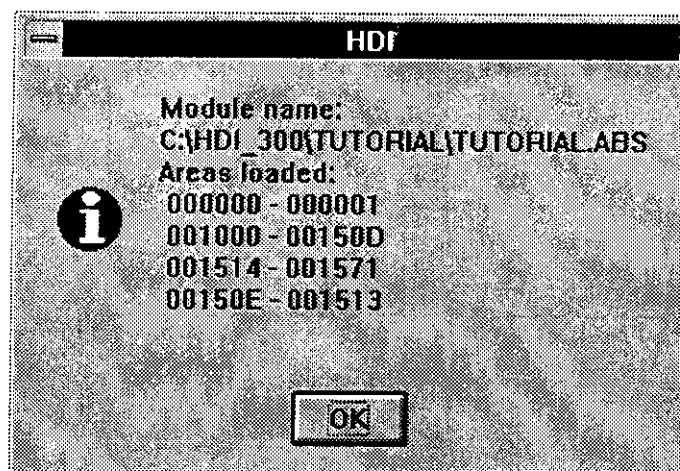 HDI
Module name:
C:\HDI_300\TUTORIAL\TUTORIAL.ABS
Areas loaded:
000000 - 000001
001000 - 00150D
001514 - 001571
00150E - 001513
OK